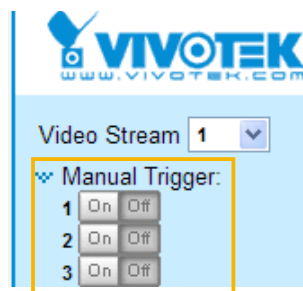 VIVOTEK
WWW.VIVOTEK.COM
Video Stream 1
Manual Trigger:
1 On Off
2 On Off
3 On Off